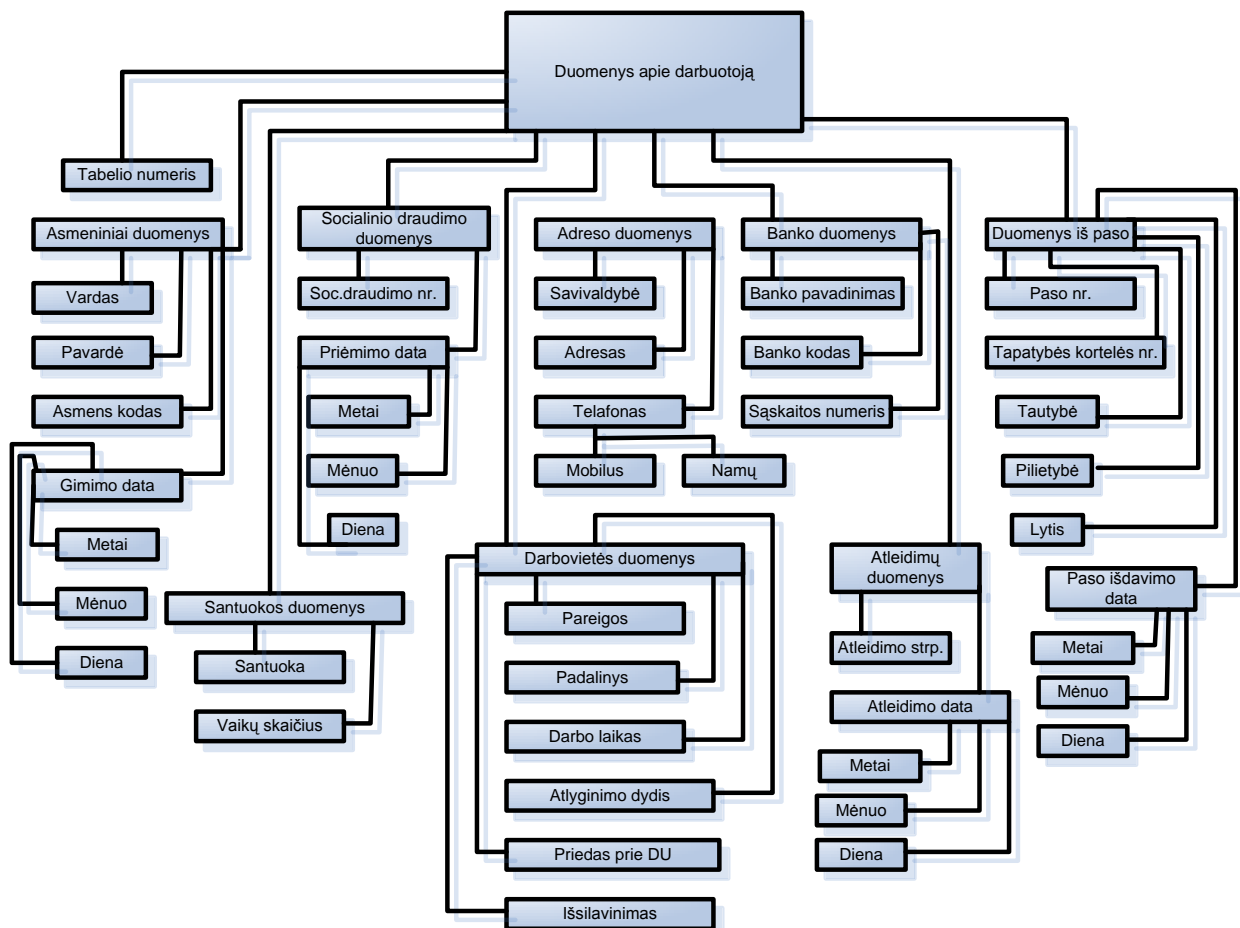 Duomenys apie darbuotoją
Tabelio numeris
Asmeniniai duomenys
Vardas
Pavardė
Asmens kodas
Gimimo data
Metai
Mėnuo
Diena
Santuokos duomenys
Santuoka
Vaikų skaičius
Socialinio draudimo
duomenys
Soc.draudimo nr.
Priėmimo data
Metai
Mėnuo
Diena
Darbovietės duomenys
Pareigos
Padalinys
Darbo laikas
Atlyginimo dydis
Priedas prie DU
Išsilavinimas
Adreso duomenys
Savivaldybė
Adresas
Telafonas
Mobilus
Namų
Banko duomenys
Banko pavadinimas
Banko kodas
Sąskaitos numeris
Atleidimų
duomenys
Atleidimo strp.
Atleidimo data
Metai
Mėnuo
Diena
Duomenys iš paso
Paso nr.
Tapatybės kortelės nr.
Tautybė
Pilietybė
Lytis
Paso išdavimo
data
Metai
Mėnuo
Diena